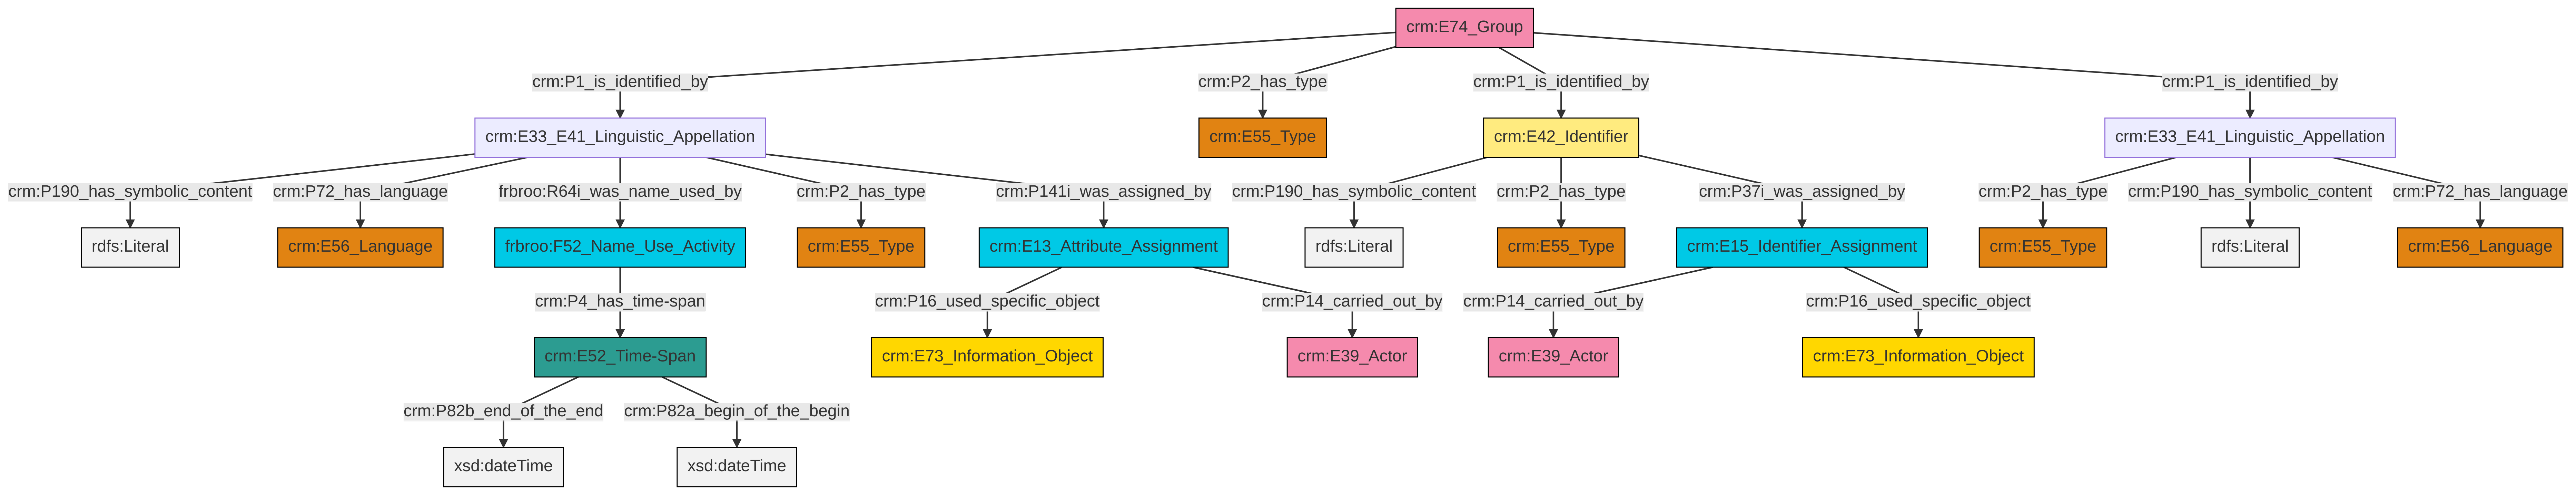 crm:E74_Group
crm:P1_is_identified_by
crm:P2_has_type
crm:P1_is_identified_by
crm:P1_is_identified_by
crm:E33_E41_Linguistic_Appellation
crm:E55_Type
crm:E42_Identifier
crm:E33_E41_Linguistic_Appellation
crm:P190_has_symbolic_content
crm:P72_has_language
frbroo:R64i_was_name_used_by
crm:P2_has_type
crm:P141i_was_assigned_by
crm:P190_has_symbolic_content
crm:P2_has_type
crm:P37i_was_assigned_by
crm:P2_has_type
crm:P190_has_symbolic_content
crm:P72_has_language
rdfs:Literal
crm:E56_Language
frbroo:F52_Name_Use_Activity
crm:E55_Type
crm:E13_Attribute_Assignment
rdfs:Literal
crm:E55_Type
crm:E15_Identifier_Assignment
crm:E55_Type
rdfs:Literal
crm:E56_Language
crm:P4_has_time-span
crm:P16_used_specific_object
crm:P14_carried_out_by
crm:P14_carried_out_by
crm:P16_used_specific_object
crm:E52_Time-Span
crm:E73_Information_Object
crm:E39_Actor
crm:E39_Actor
crm:E73_Information_Object
crm:P82b_end_of_the_end
crm:P82a_begin_of_the_begin
xsd:dateTime
xsd:dateTime